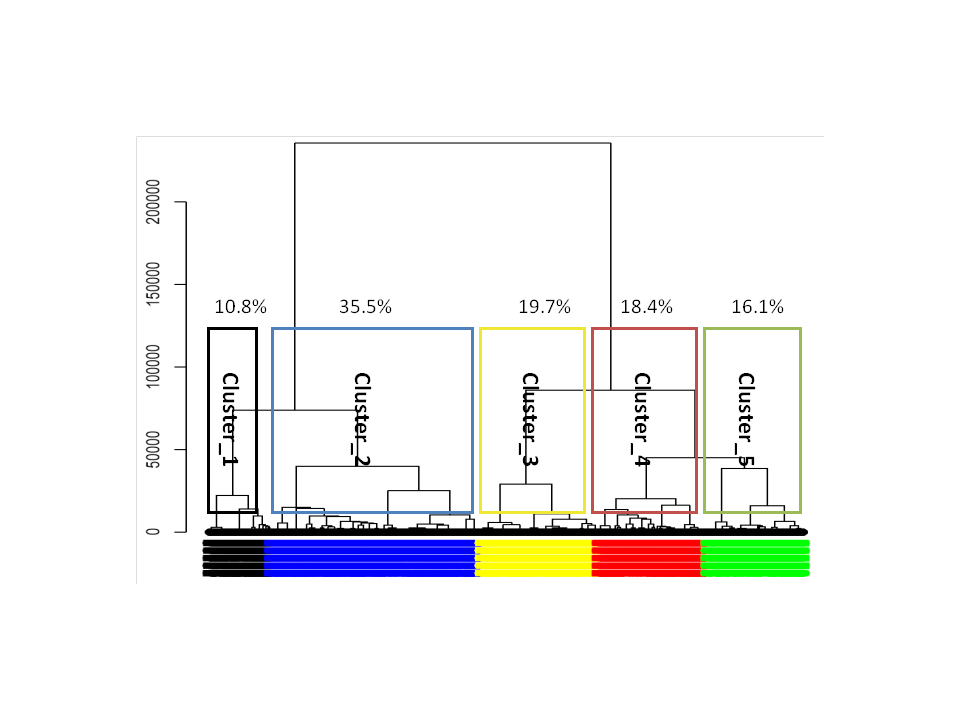 200000
150000
100000
50000
0
10.8%
35.5%
19.7%
18.4%
16.1%
Cluster_1
Cluster_2
Cluster_3
Cluster_4
Cluster_5